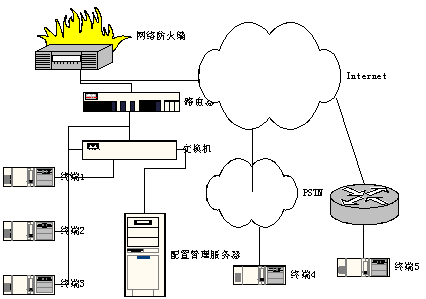 网络防火墙
路由器
Internet
交换机
终端1
PSTN
终端2
配置管理服务器
终端3
终端4
终端5